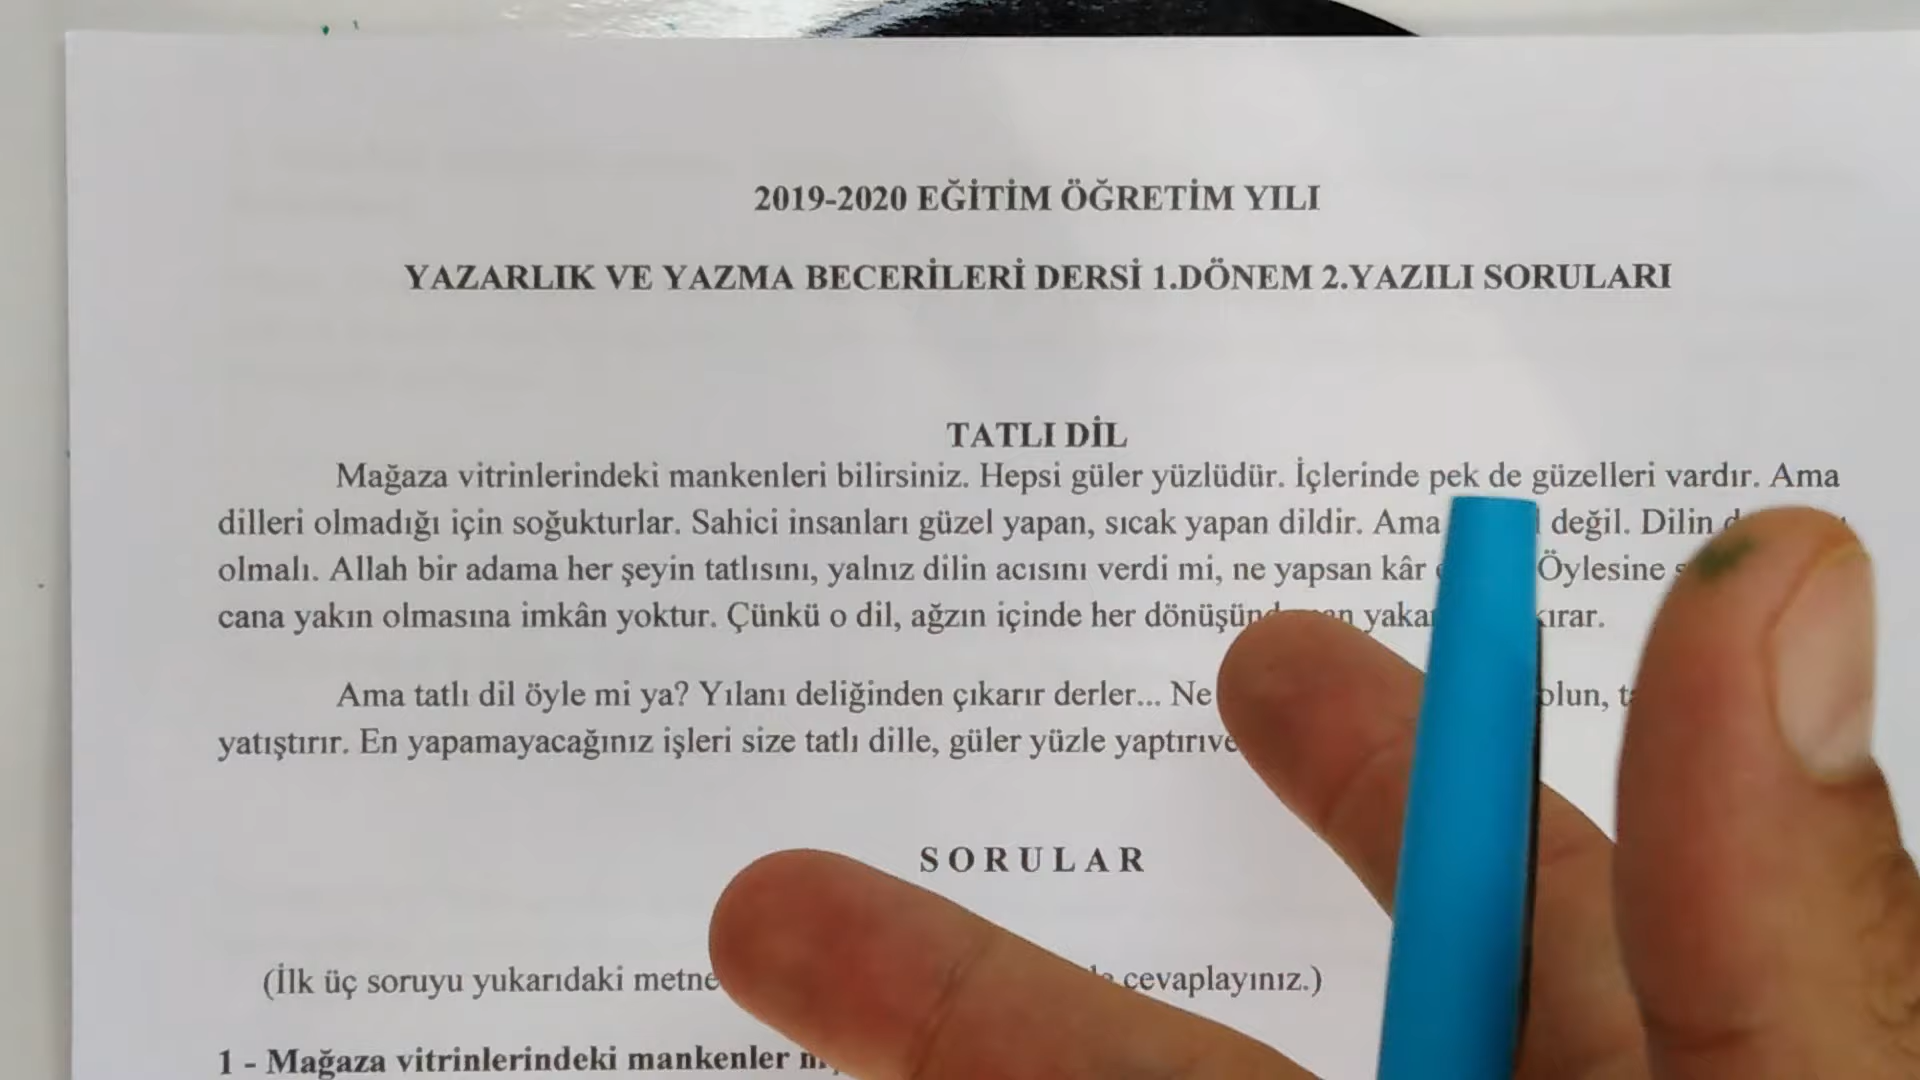 2019-2020 EĞİTİM ÖĞRETİM YILI
YAZARLIK VE YAZMA BECERİLERİ DERSİ 1.DÖNEM 2.YAZILI SORULARI
TATLI DİL
Mağaza vitrinlerindeki mankenleri bilirsiniz. Hepsi güler yüzlüdür. İçlerinde pek de güzelleri vardır. Ama
dilleri olmadığı için soğukturlar. Sahici insanları güzel yapan, sıcak yapan dildir. Ama değil. Dilin
olmalı. Allah bir adama her şeyin tatlısını, yalnız dilin acısını verdi mi, ne yapsan kâr Öylesine
cana yakın olmasına imkân yoktur. Çünkü o dil, ağzın içinde her
Ama tatlı dil öyle mi ya? Yılanı deliğinden çıkarır derler... Ne olun,
yatıştırır. En yapamayacağınız işleri size tatlı dille, güler yüzle
SORULAR
(İlk üç soruyu yukarıdaki cevaplayınız.)
1 - Mağaza vitrinlerindeki mankenler